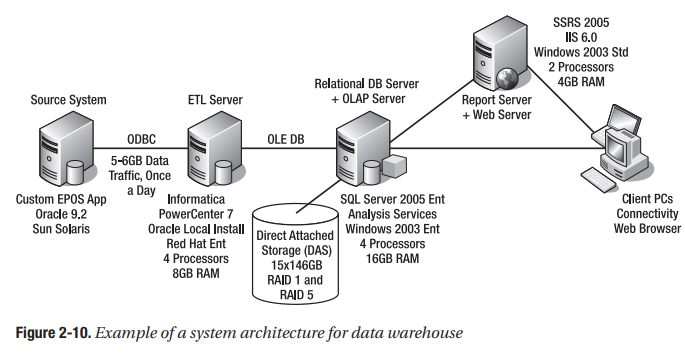 Source System
ODBC
5-6GB Data
Traffic, Once
a Day
Custom EPOS App
Oracle 9.2
Sun Solaris
ETL Server
OLE DB
Informatica
PowerCenter 7
Oracle Local Install
Red Hat Ent
4 Processors
8GB RAM
Relational DB Server
+ OLAP Server
SQL Server 2005 Ent
Analysis Services
Windows 2003 Ent
4 Processors
16GB RAM
Direct Attached
Storage (DAS)
15x146GB
RAID 1 and
RAID 5
SSRS 2005
IIS 6.0
Windows 2003 Std
2 Processors
4GB RAM
Report Server
+ Web Server
Client PCs
Connectivity
Web Browser
Figure 2-10. Example of a system architecture for data warehouse